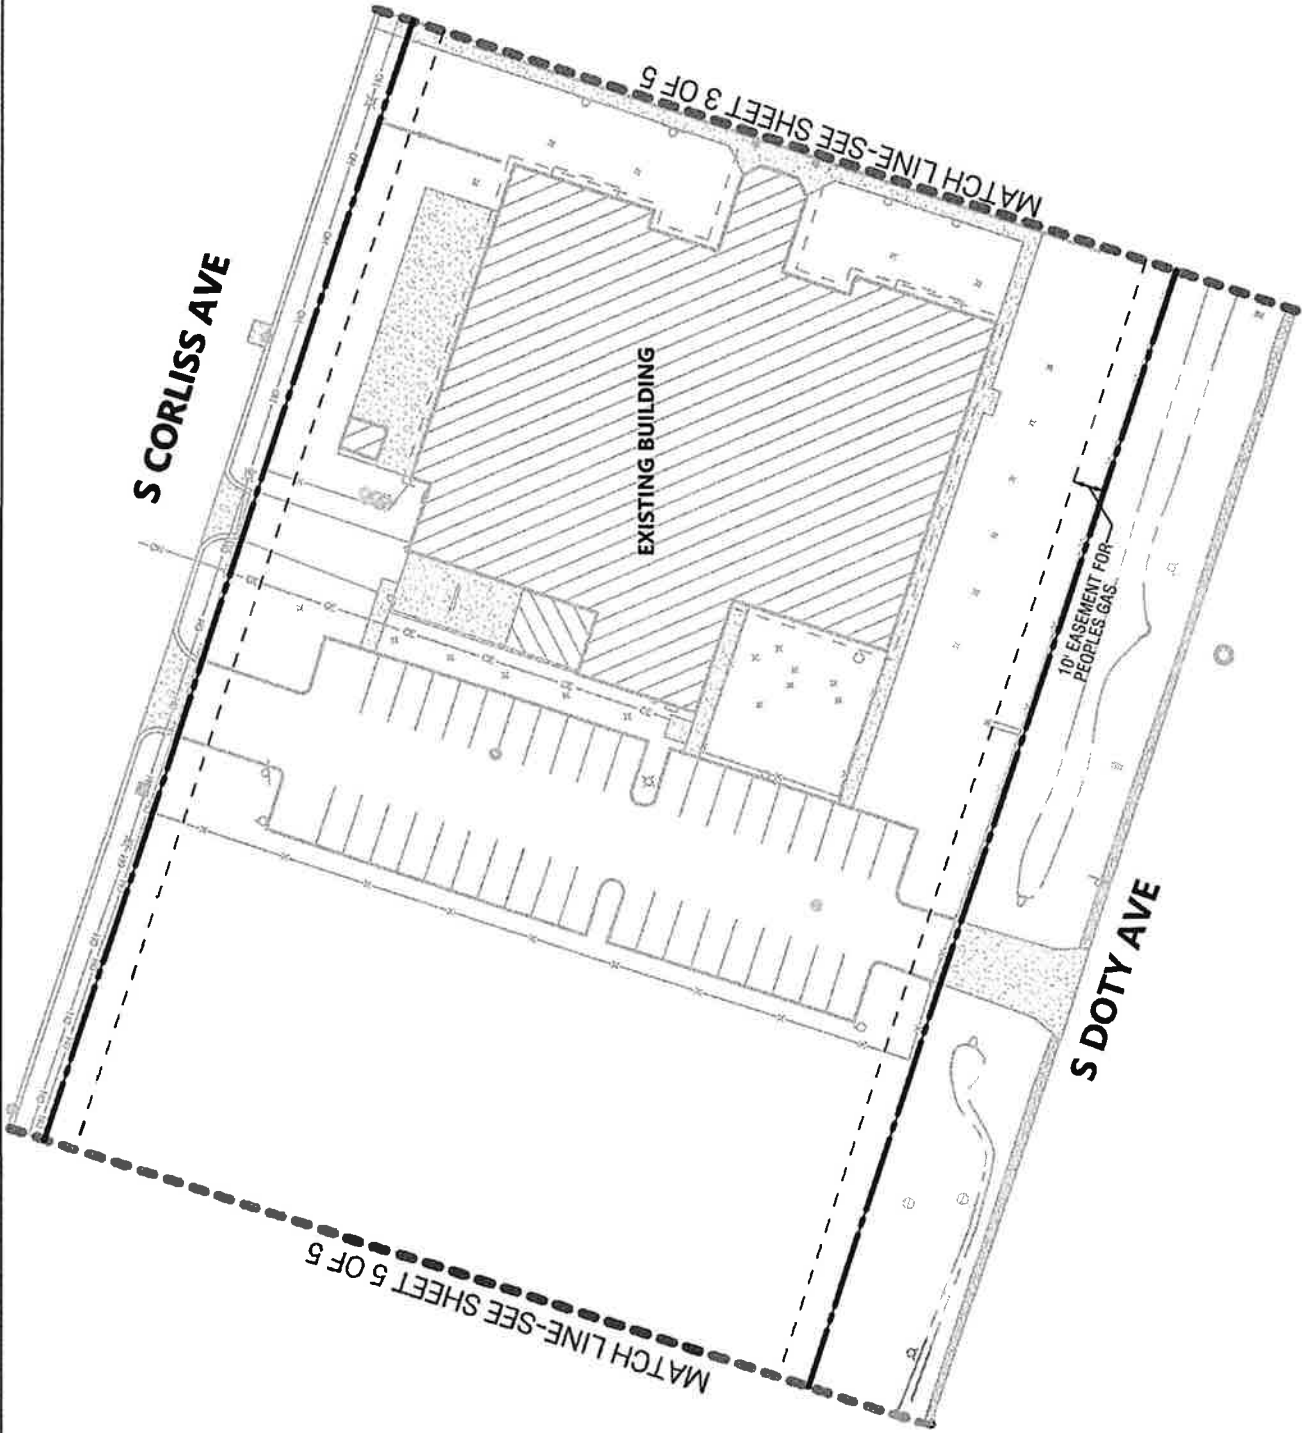 MATCH LINE-SEE SHEET 3 OF 5
S CORLISS AVE
EXISTING BUILDING
10' EASEMENT FOR
PEOPLES GAS
S DOTY AVE
MATCH LINE-SEE SHEET 5 OF 5